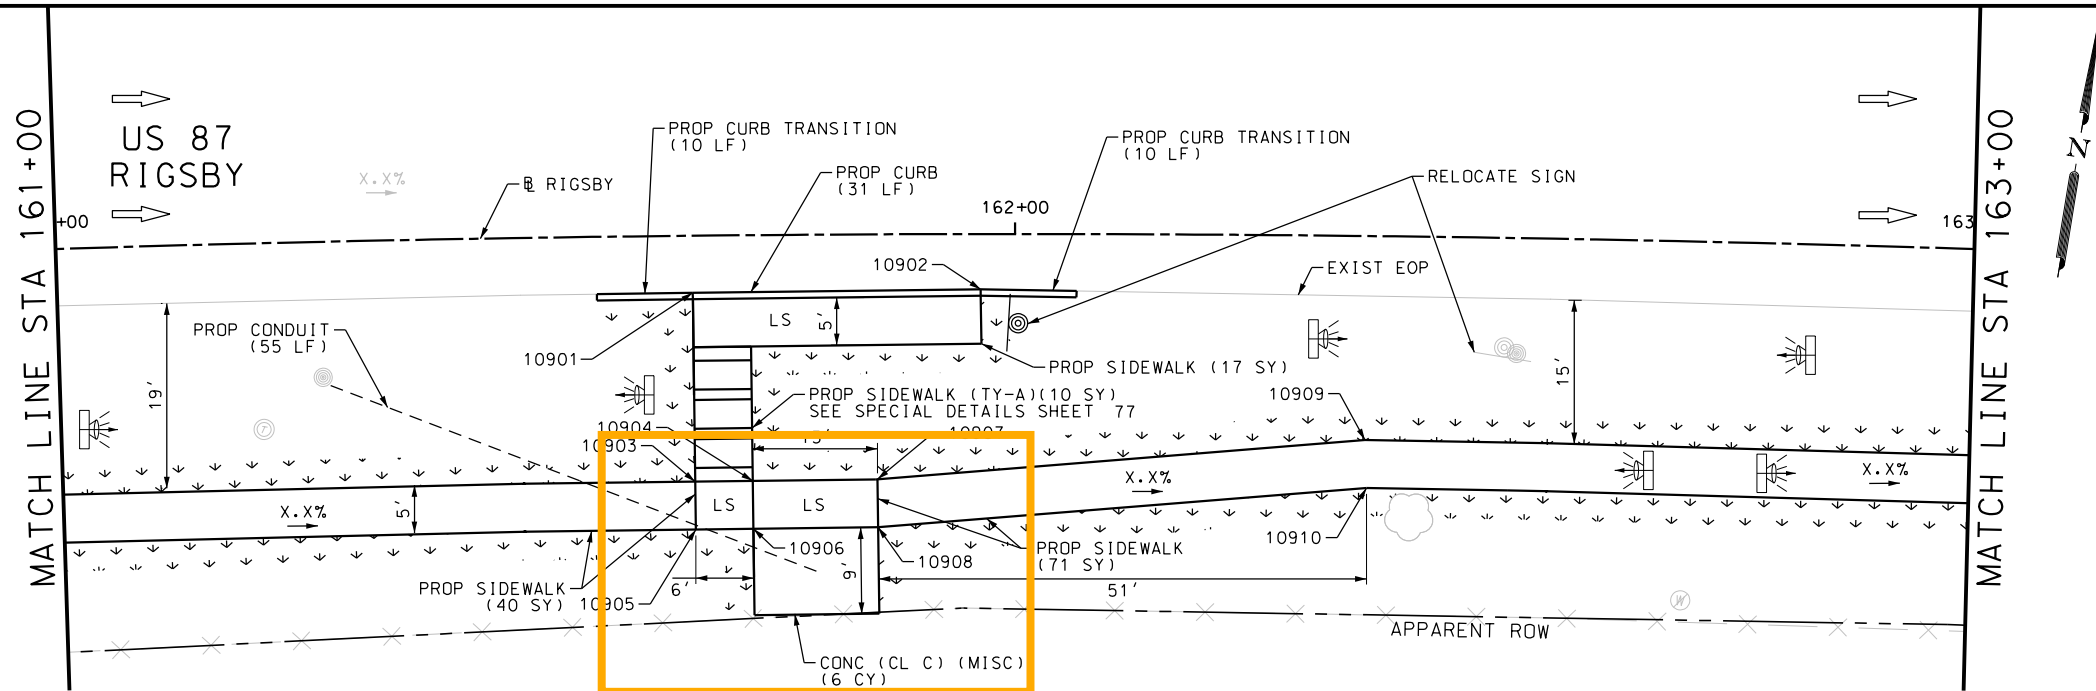 MATCH LINE STA 161+00
US 87
RIGSBY
X.X%
+00
PROP CURB TRANSITION
(10 LF)
℄ RIGSBY
PROP CURB
(31 LF)
162+00
PROP CURB TRANSITION
(10 LF)
RELOCATE SIGN
163
MATCH LINE STA 163+00
N
10902
EXIST EOP
LS
5'
PROP CONDUIT
(55 LF)
10901
PROP SIDEWALK (17 SY)
19'
15'
PROP SIDEWALK (TY-A)(10 SY)
SEE SPECIAL DETAILS SHEET 77
10909
T
10904
10903
10907
X.X%
X.X%
X.X%
5'
LS
LS
10906
10908
PROP SIDEWALK
(71 SY)
10910
PROP SIDEWALK
(40 SY)
10905
6'
9'
51'
W
APPARENT ROW
CONC (CL C) (MISC)
(6 CY)